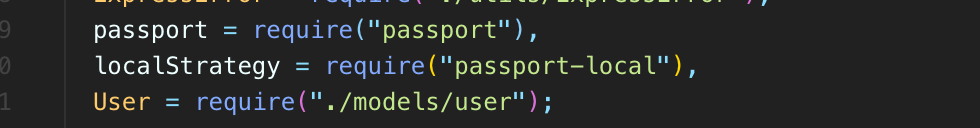 passport = require("passport"),
localStrategy = require("passport-local"),
User = require("./models/user");